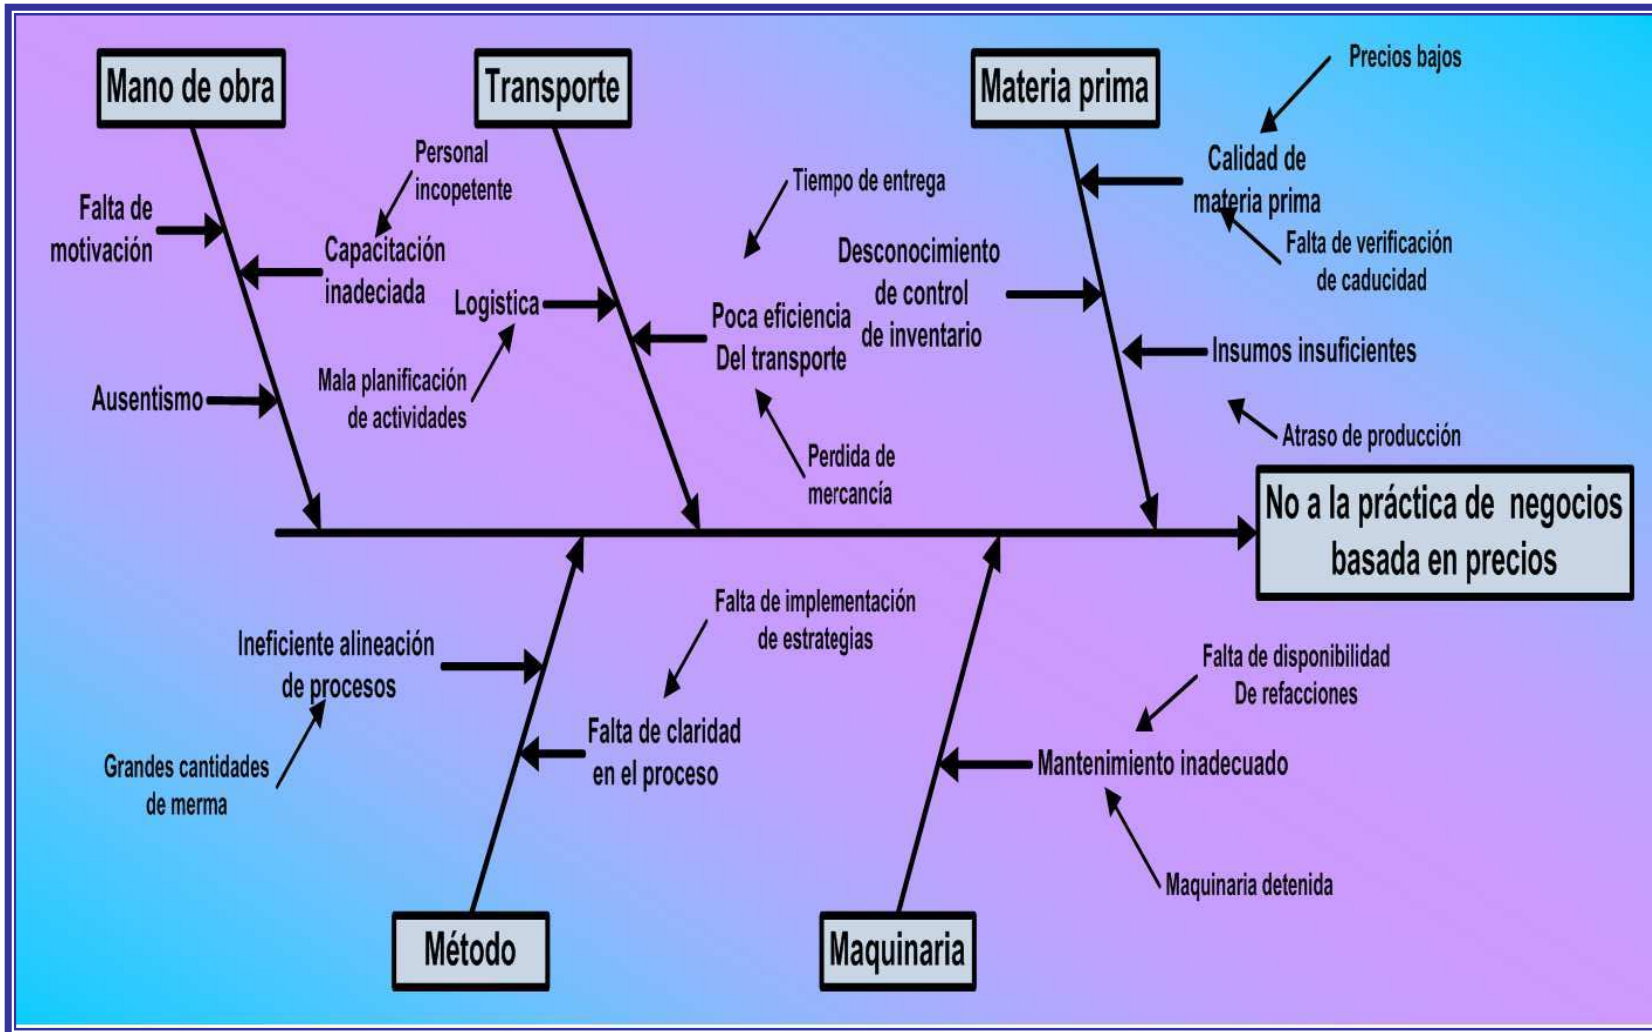 Mano de obra
Transporte
Materia prima
Precios bajos
Personal
incopetente
Calidad de
materia prima
Tiempo de entrega
Falta de
motivación
Capacitación
inadeciada
Desconocimiento
de control
de inventario
Falta de verificación
de caducidad
Logistica
Poca eficiencia
Del transporte
Insumos insuficientes
Mala planificación
de actividades
Ausentismo
Atraso de producción
Perdida de
mercancía
No a la práctica de negocios
basada en precios
Falta de implementación
de estrategias
Ineficiente alineación
de procesos
Falta de disponibilidad
De refacciones
Falta de claridad
en el proceso
Mantenimiento inadecuado
Grandes cantidades
de merma
Maquinaria detenida
Método
Maquinaria